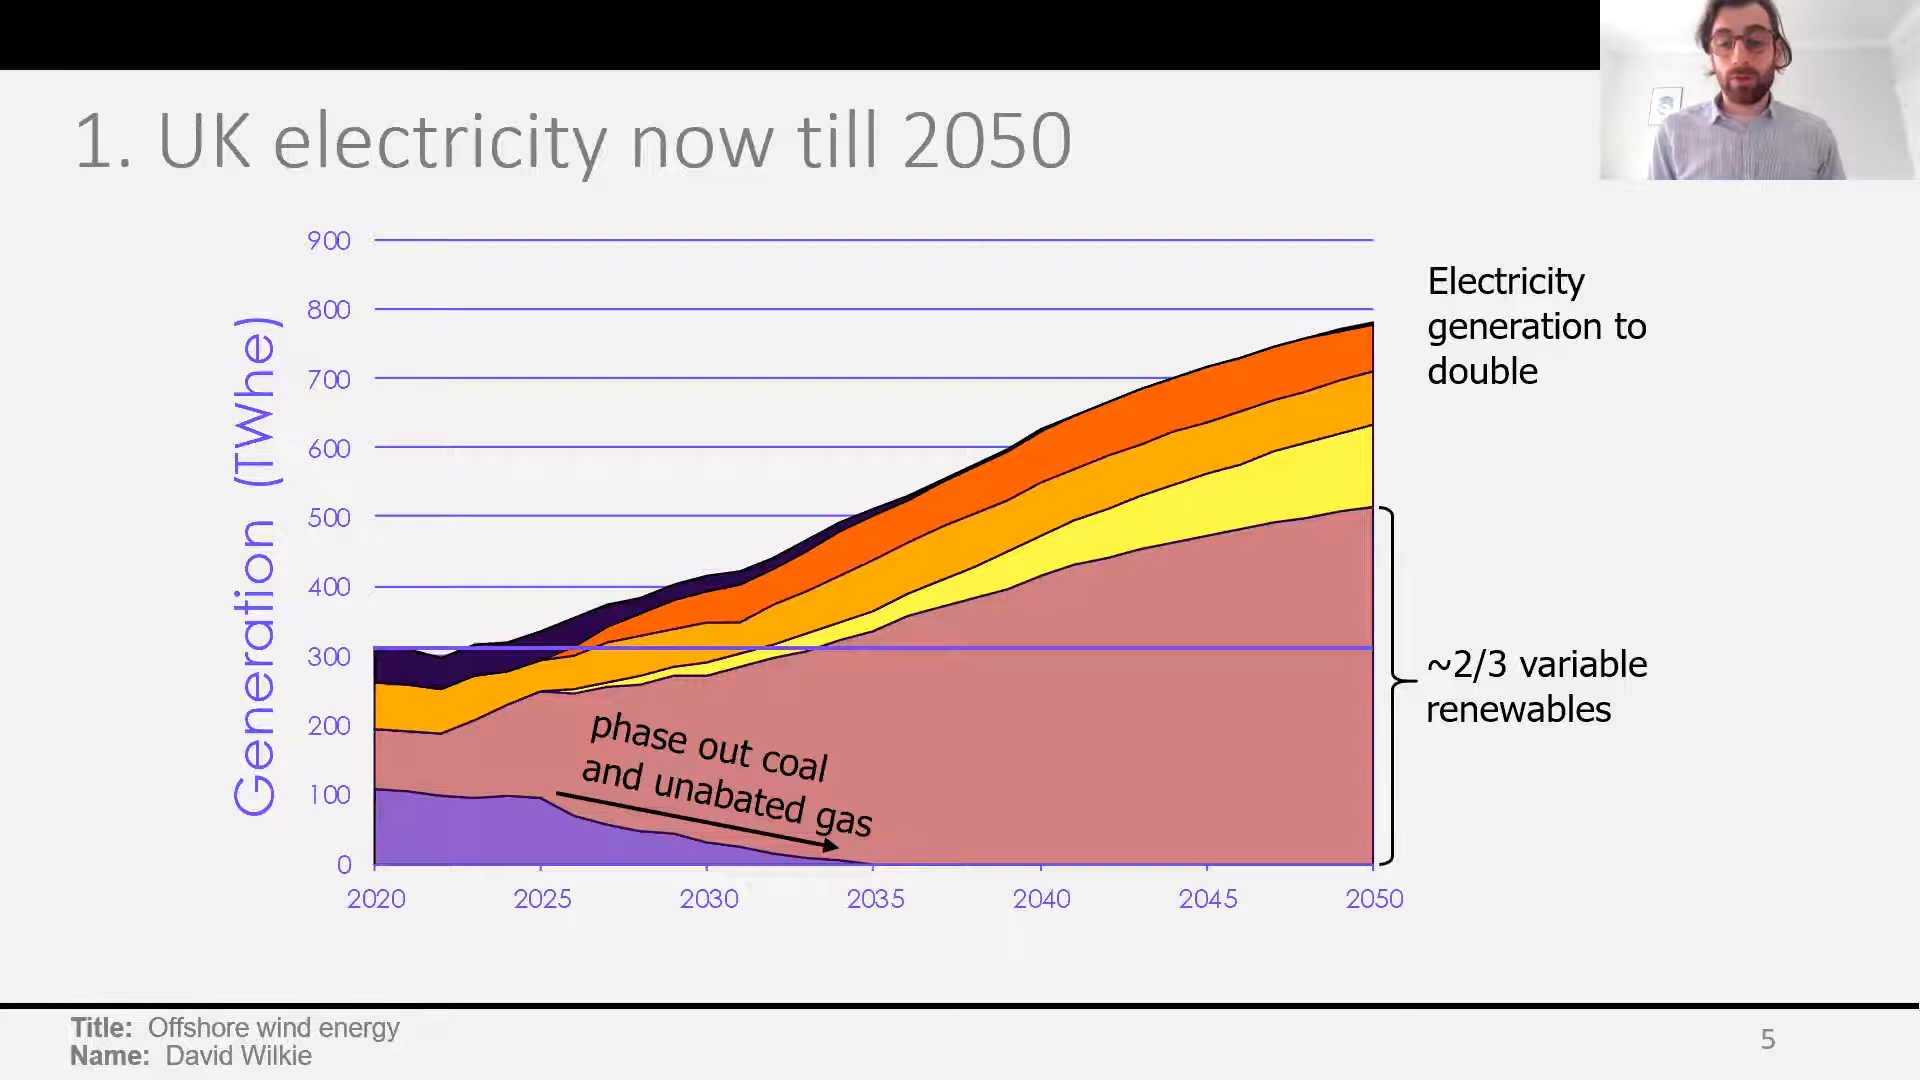 1. UK electricity now till 2050
Generation (TWhe)
900
800
700
600
500
400
300
200
100
0
2020 2025 2030 2035 2040 2045 2050
phase out coal
and unabated gas
Electricity
generation to
double
~2/3 variable
renewables
Title: Offshore wind energy
Name: David Wilkie
5